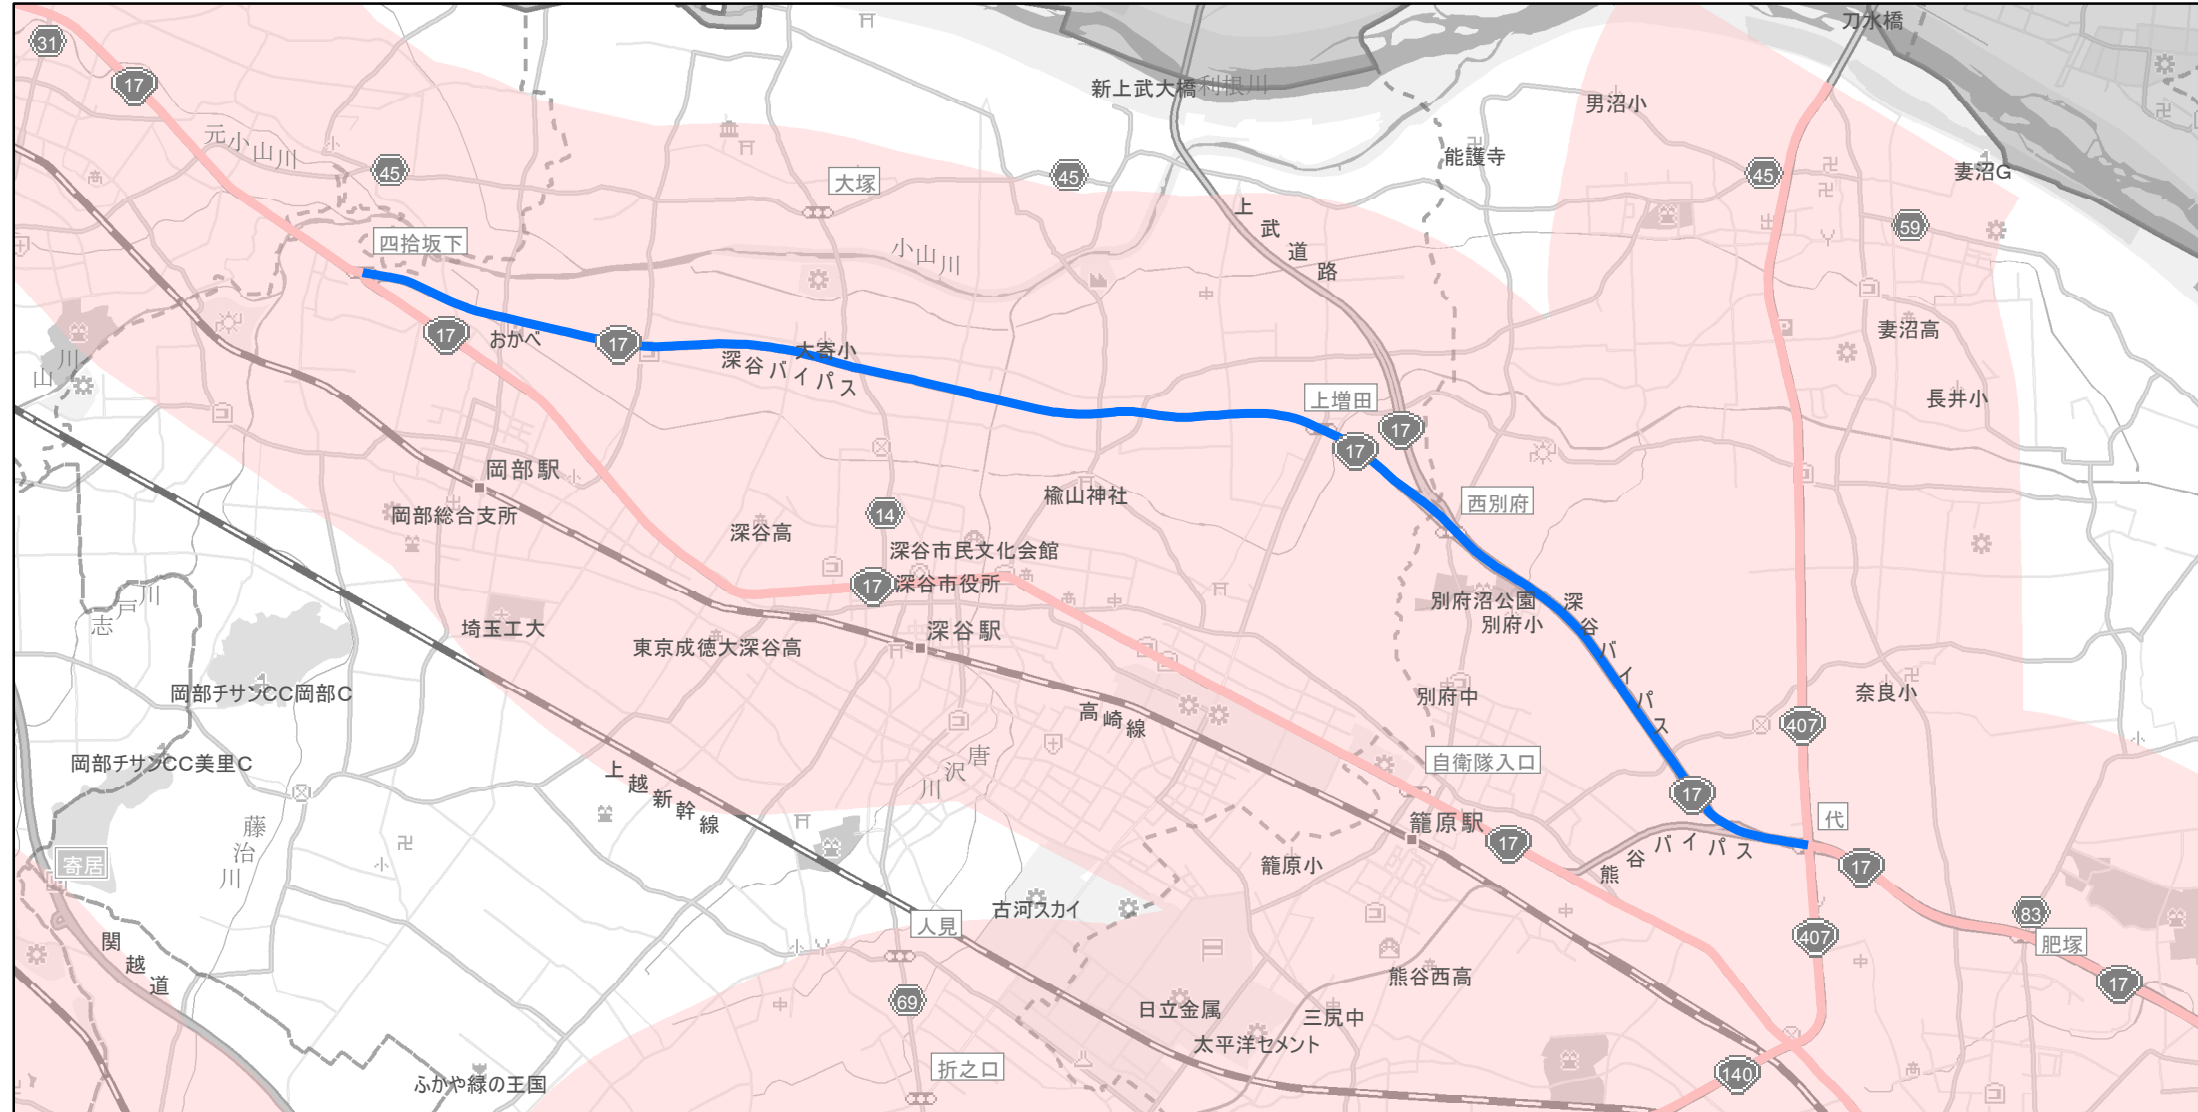 刀水橋
31
17
新上武大橋
利根川
男沼小
元小山川
能護寺
45
大塚
45
45
妻沼G
上武道路
59
四拾坂下
小山川
17
おかべ
17
深谷バイパス
大寄小
妻沼高
山川
上増田
長井小
17
17
岡部駅
楡山神社
西別府
岡部総合支所
14
深谷高
深谷市民文化会館
17
深谷市役所
志戸川
埼玉工大
深谷駅
東京成徳大深谷高
別府沼公園
別府小
深谷バイパス
岡部チサンCC岡部C
別府中
奈良小
高崎線
407
岡部チサンCC美里C
上越新幹線
唐沢川
自衛隊入口
17
代
籠原駅
17
熊谷バイパス
籠原小
17
藤治川
寄居
古河スカイ
人見
83
407
肥塚
関越道
熊谷西高
17
69
日立金属
三尻中
太平洋セメント
折之口
140
ふかや緑の王国